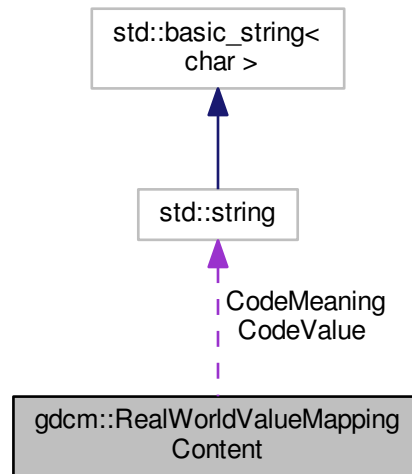 std::basic_string<
char >
std::string
CodeMeaning
CodeValue
gdcm::RealWorldValueMapping
Content